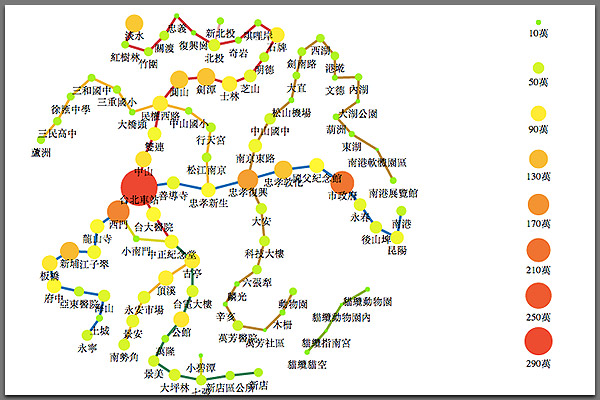 淡水
忠義
紅樹林
竹圍
關渡
復興崗
新北投
北投
奇岩
唭哩岸
石牌
明德
芝山
士林
劍潭
圓山
民權西路
雙連
中山
台北車站
三和國中
徐匯中學
三重國小
三民高中
蘆洲
大橋頭
中山國小
行天宮
松江南京
善導寺
忠孝新生
西湖
劍南路
港墘
大直
文德
內湖
松山機場
大湖公園
葫洲
中山國中
東湖
南京東路
南港軟體園區
忠孝復興
忠孝敦化
國父紀念館
南港展覽館
市政府
永春
南港
後山埤
昆陽
西門
台大醫院
龍山寺
小南門
中正紀念堂
新埔
江子翠
板橋
府中
亞東醫院
海山
土城
永寧
古亭
頂溪
永安市場
景安
南勢角
台電大樓
公館
萬隆
景美
大坪林
小碧潭
七張
新店區公所
新店
大安
科技大樓
六張犁
麟光
辛亥
萬芳醫院
萬芳社區
木柵
動物園
貓纜動物園
貓纜動物園內
貓纜指南宮
貓纜貓空
10萬
50萬
90萬
130萬
170萬
210萬
250萬
290萬